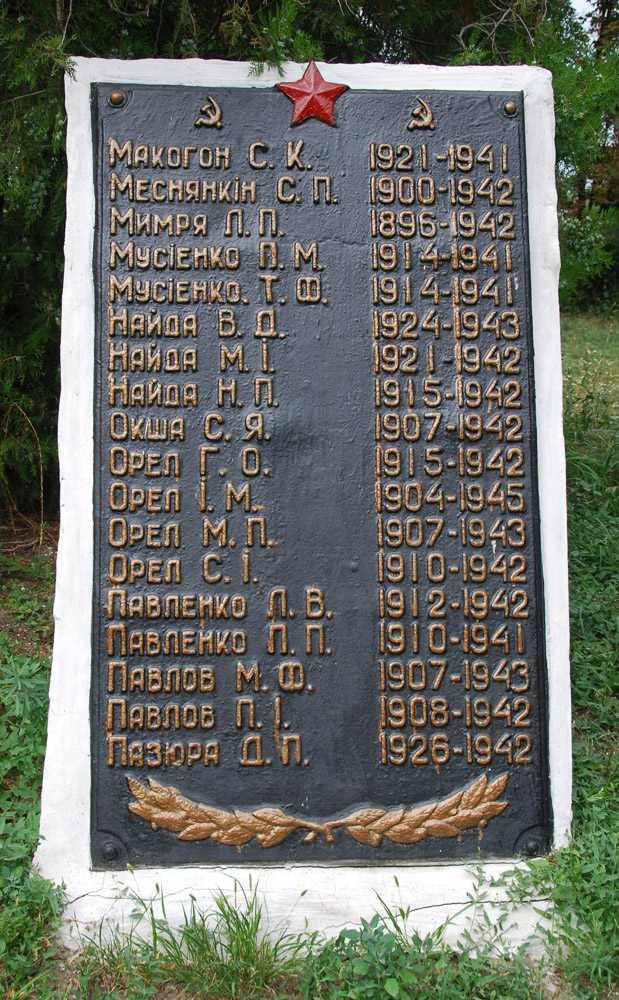 Макогон С. К. 1921-1941
Меснянкін С. П. 1900-1942
Мимря Л. П. 1896-1942
Мусієнко П. М. 1914-1941
Мусієнко. Т. Ф. 1914-1941
Найда В. Д. 1924-1943
Найда М. І. 1921-1942
Найда Н. П. 1915-1942
Окша С. Я. 1907-1942
Орел Г. О. 1915-1942
Орел І. М. 1904-1945
Орел М. П. 1907-1943
Орел С. І. 1910-1942
Павленко Л. В. 1912-1942
Павленко П. П. 1910-1941
Павлов М. Ф. 1907-1943
Павлов П. І. 1908-1942
Пазюра Д. П. 1926-1942